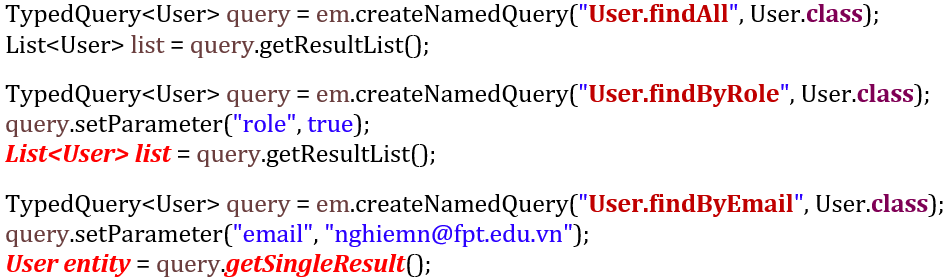 TypedQuery<User> query = em.createNamedQuery("User.findAll", User.class);
List<User> list = query.getResultList();
TypedQuery<User> query = em.createNamedQuery("User.findByRole", User.class);
query.setParameter("role", true);
List<User> list = query.getResultList();
TypedQuery<User> query = em.createNamedQuery("User.findByEmail", User.class);
query.setParameter("email", "nghiemn@fpt.edu.vn");
User entity = query.getSingleResult();